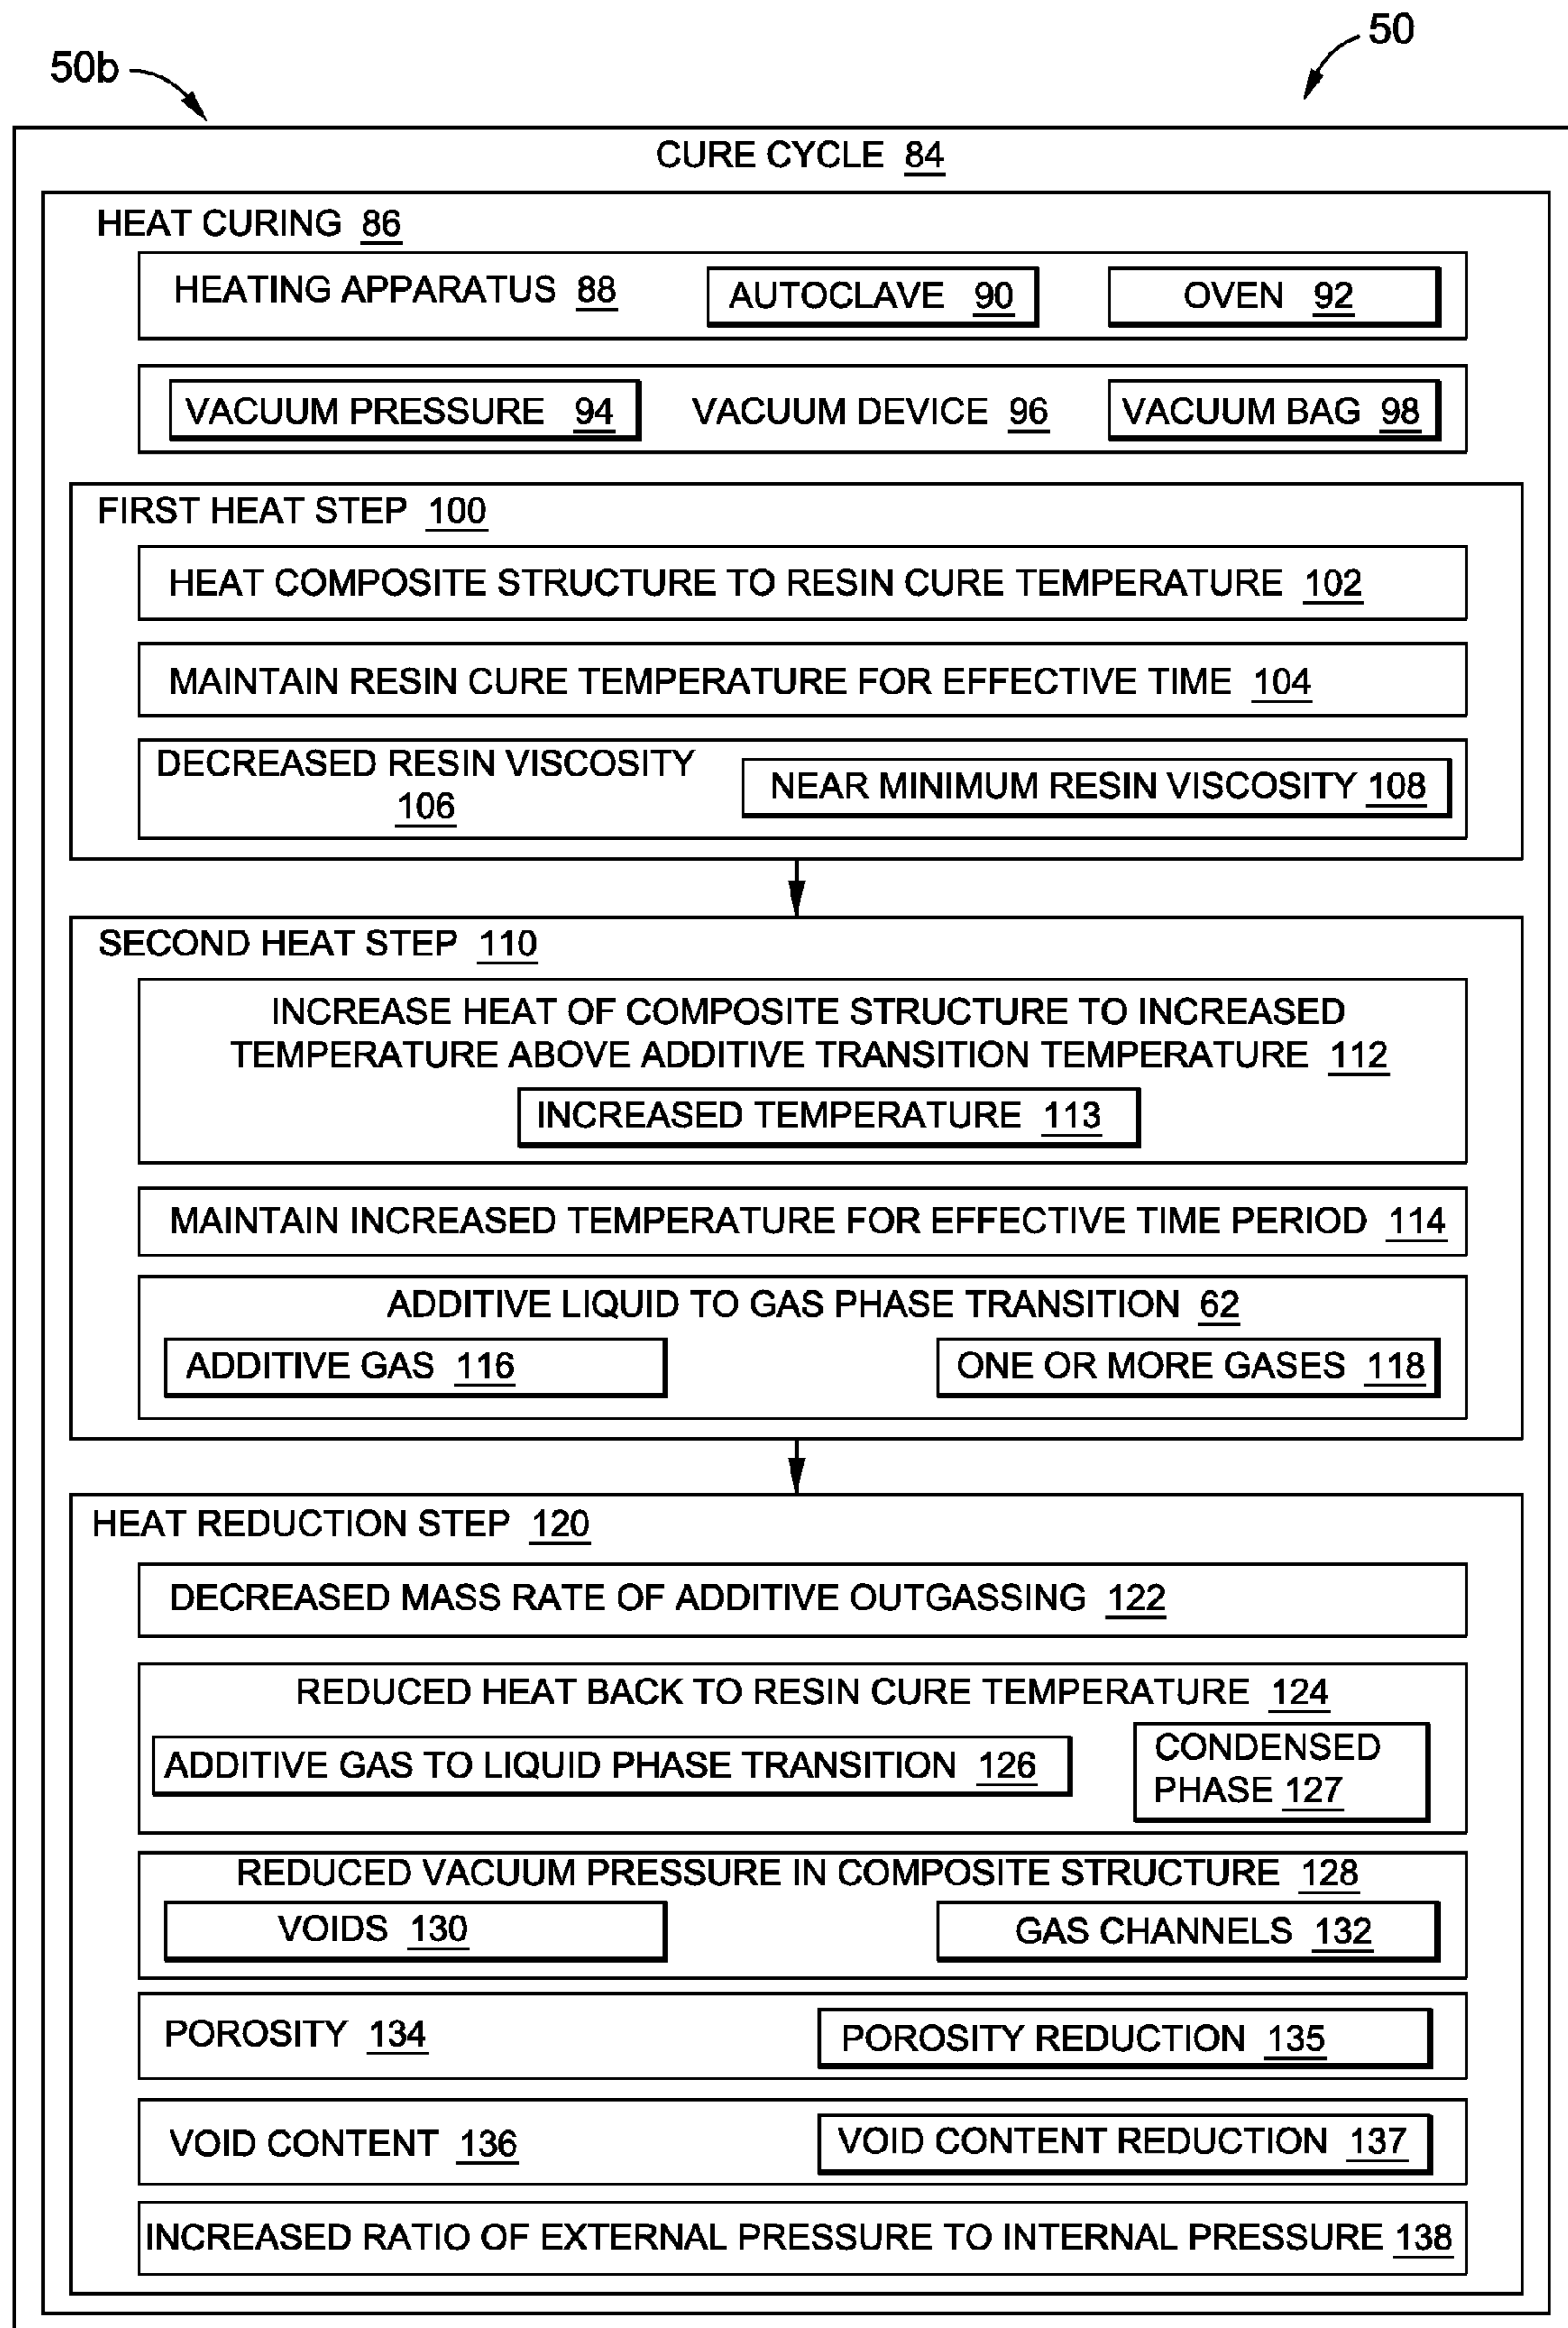 50
50b
CURE CYCLE 84
HEAT CURING 86
HEATING APPARATUS 88 AUTOCLAVE 90 OVEN 92
VACUUM PRESSURE 94 VACUUM DEVICE 96 VACUUM BAG 98
FIRST HEAT STEP 100
HEAT COMPOSITE STRUCTURE TO RESIN CURE TEMPERATURE 102
MAINTAIN RESIN CURE TEMPERATURE FOR EFFECTIVE TIME 104
DECREASED RESIN VISCOSITY
106
NEAR MINIMUM RESIN VISCOSITY 108
SECOND HEAT STEP 110
INCREASE HEAT OF COMPOSITE STRUCTURE TO INCREASED
TEMPERATURE ABOVE ADDITIVE TRANSITION TEMPERATURE 112
INCREASED TEMPERATURE 113
MAINTAIN INCREASED TEMPERATURE FOR EFFECTIVE TIME PERIOD 114
ADDITIVE LIQUID TO GAS PHASE TRANSITION 62
ADDITIVE GAS 116 ONE OR MORE GASES 118
HEAT REDUCTION STEP 120
DECREASED MASS RATE OF ADDITIVE OUTGASSING 122
REDUCED HEAT BACK TO RESIN CURE TEMPERATURE 124
ADDITIVE GAS TO LIQUID PHASE TRANSITION 126
CONDENSED
PHASE 127
REDUCED VACUUM PRESSURE IN COMPOSITE STRUCTURE 128
VOIDS 130 GAS CHANNELS 132
POROSITY 134 POROSITY REDUCTION 135
VOID CONTENT 136 VOID CONTENT REDUCTION 137
INCREASED RATIO OF EXTERNAL PRESSURE TO INTERNAL PRESSURE 138